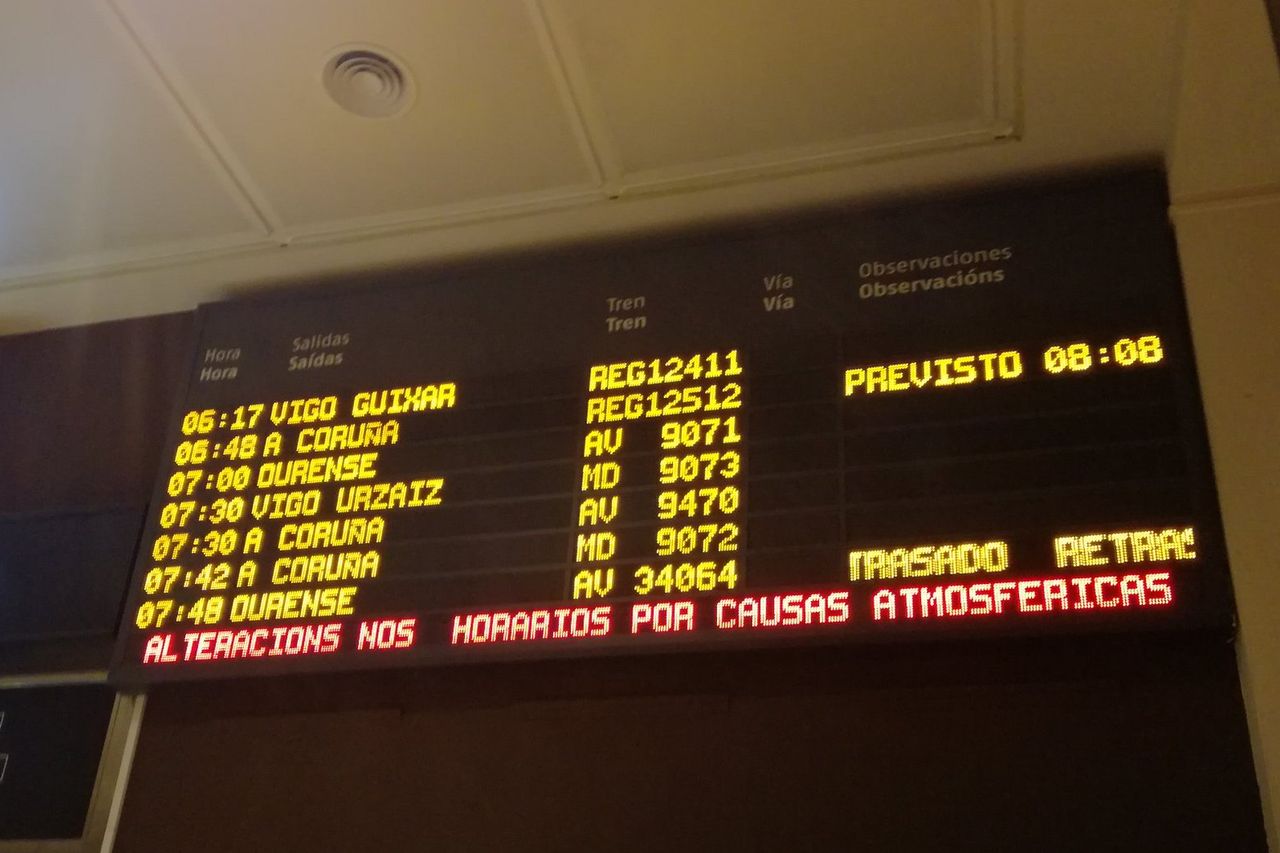 Hora Salidas Tren Vía Observaciones
Hora Saídas Tren Vía Observacións
06:17 VIGO GUIXAR REG12411 PREVISTO 08:08
06:48 A CORUÑA REG12512
07:00 OURENSE AV 9071
07:30 VIGO URZAIZ MD 9073
07:30 A CORUÑA AV 9470
07:42 A CORUÑA MD 9072
07:48 OURENSE AV 34064 TRASADO RETRAS
ALTERACIONS NOS HORARIOS POR CAUSAS ATMOSFERICAS